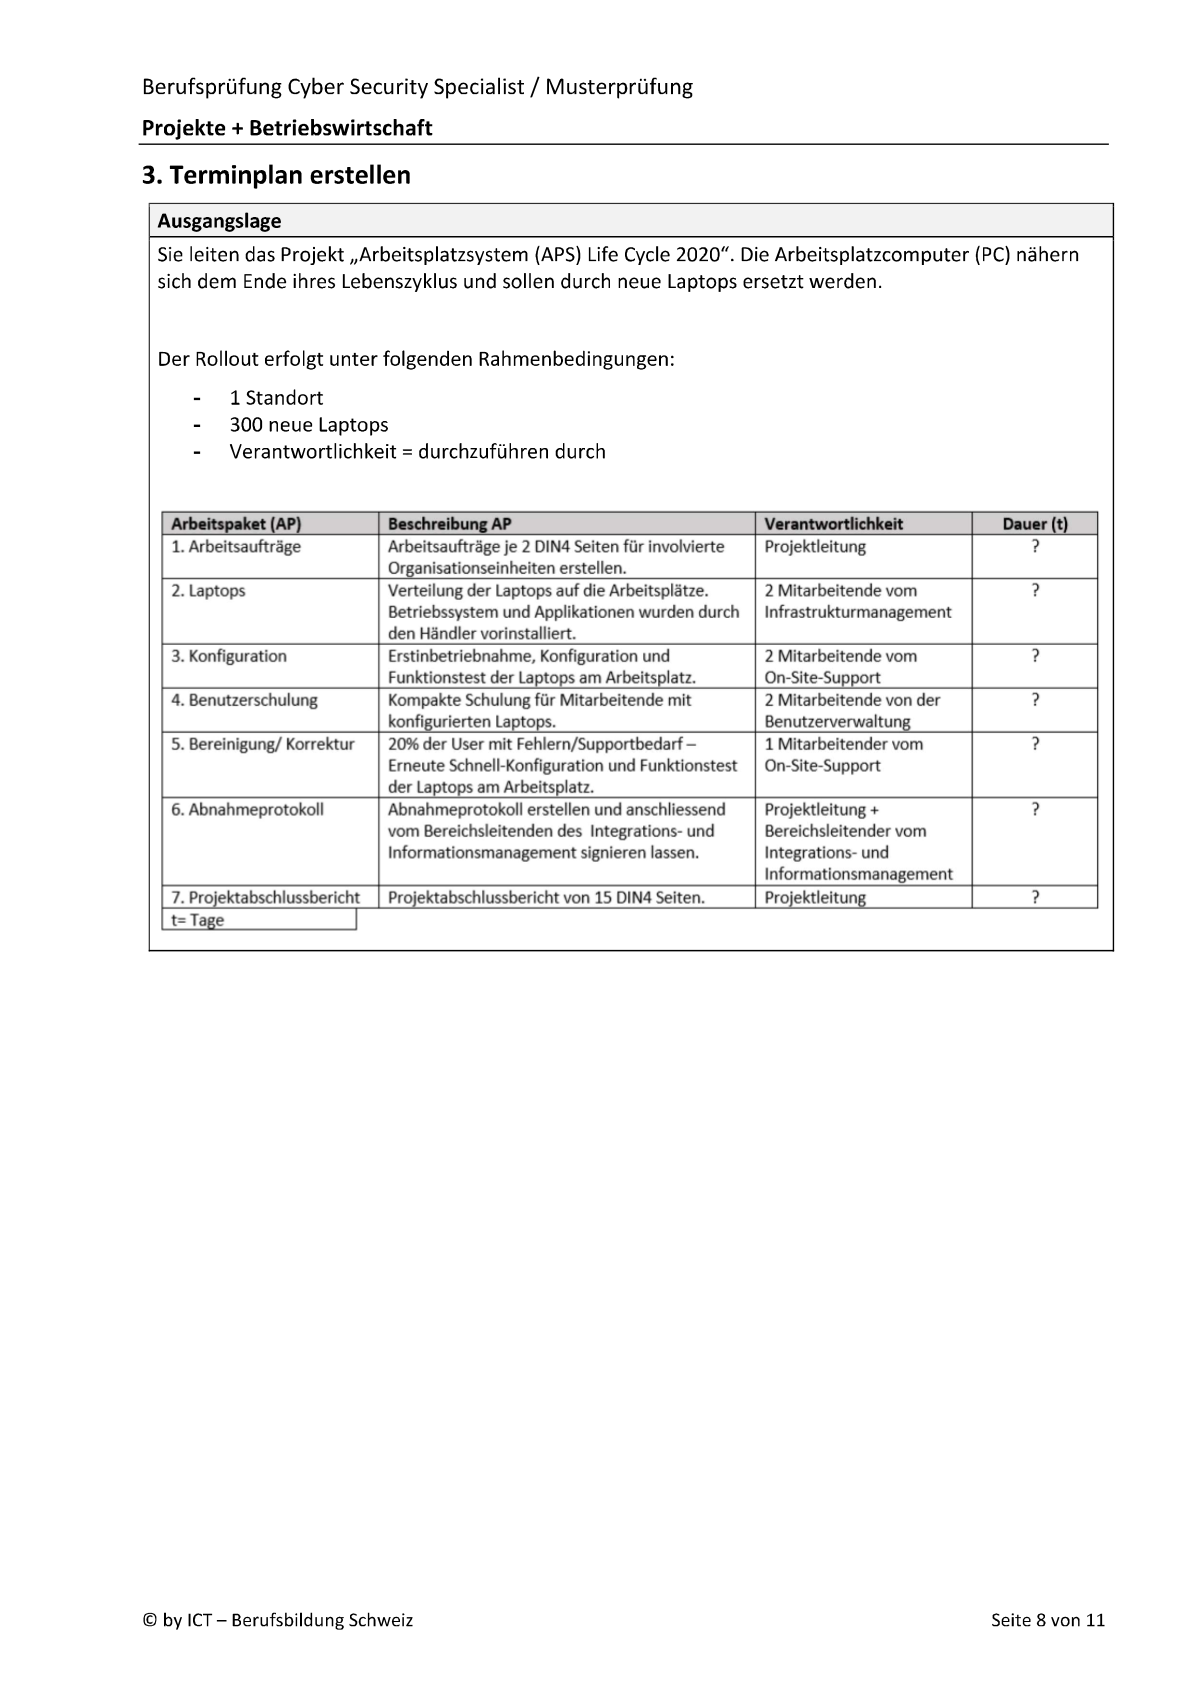 Berufsprüfung Cyber Security Specialist / Musterprüfung
Projekte + Betriebswirtschaft
3. Terminplan erstellen
Ausgangslage
Sie leiten das Projekt „Arbeitsplatzsystem (APS) Life Cycle 2020“. Die Arbeitsplatzcomputer (PC) nähern
sich dem Ende ihres Lebenszyklus und sollen durch neue Laptops ersetzt werden.
Der Rollout erfolgt unter folgenden Rahmenbedingungen:
- 1 Standort
- 300 neue Laptops
- Verantwortlichkeit = durchzuführen durch
Arbeitspaket (AP) Beschreibung AP Verantwortlichkeit Dauer (t)
1. Arbeitsaufträge Arbeitsaufträge je 2 DIN4 Seiten für involvierte Projektleitung ?
Organisationseinheiten erstellen.
2. Laptops Verteilung der Laptops auf die Arbeitsplätze. 2 Mitarbeitende vom ?
Betriebssystem und Applikationen wurden durch Infrastrukturmanagement
den Händler vorinstalliert.
3. Konfiguration Erstinbetriebnahme, Konfiguration und 2 Mitarbeitende vom ?
Funktionstest der Laptops am Arbeitsplatz. On-Site-Support
4. Benutzerschulung Kompakte Schulung für Mitarbeitende mit 2 Mitarbeitende von der ?
konfigurierten Laptops. Benutzerverwaltung
5. Bereinigung/ Korrektur 20% der User mit Fehlern/Supportbedarf – 1 Mitarbeitender vom ?
Erneute Schnell-Konfiguration und Funktionstest On-Site-Support
der Laptops am Arbeitsplatz.
6. Abnahmeprotokoll Abnahmeprotokoll erstellen und anschliessend Projektleitung + ?
vom Bereichsleitenden des Integrations- und Bereichsleitender vom
Informationsmanagement signieren lassen. Integrations- und
Informationsmanagement
7. Projektabschlussbericht Projektabschlussbericht von 15 DIN4 Seiten. Projektleitung ?
t= Tage
© by ICT – Berufsbildung Schweiz Seite 8 von 11